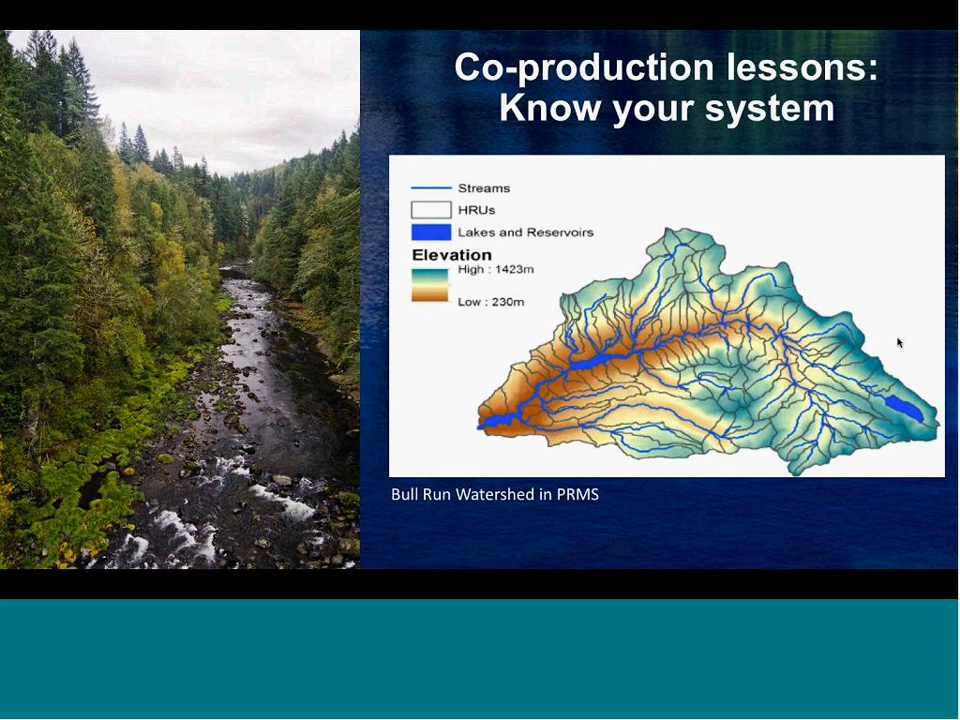 Co-production lessons:
Know your system
Streams
HRUs
Lakes and Reservoirs
Elevation
High : 1423m
Low : 230m
Bull Run Watershed in PRMS